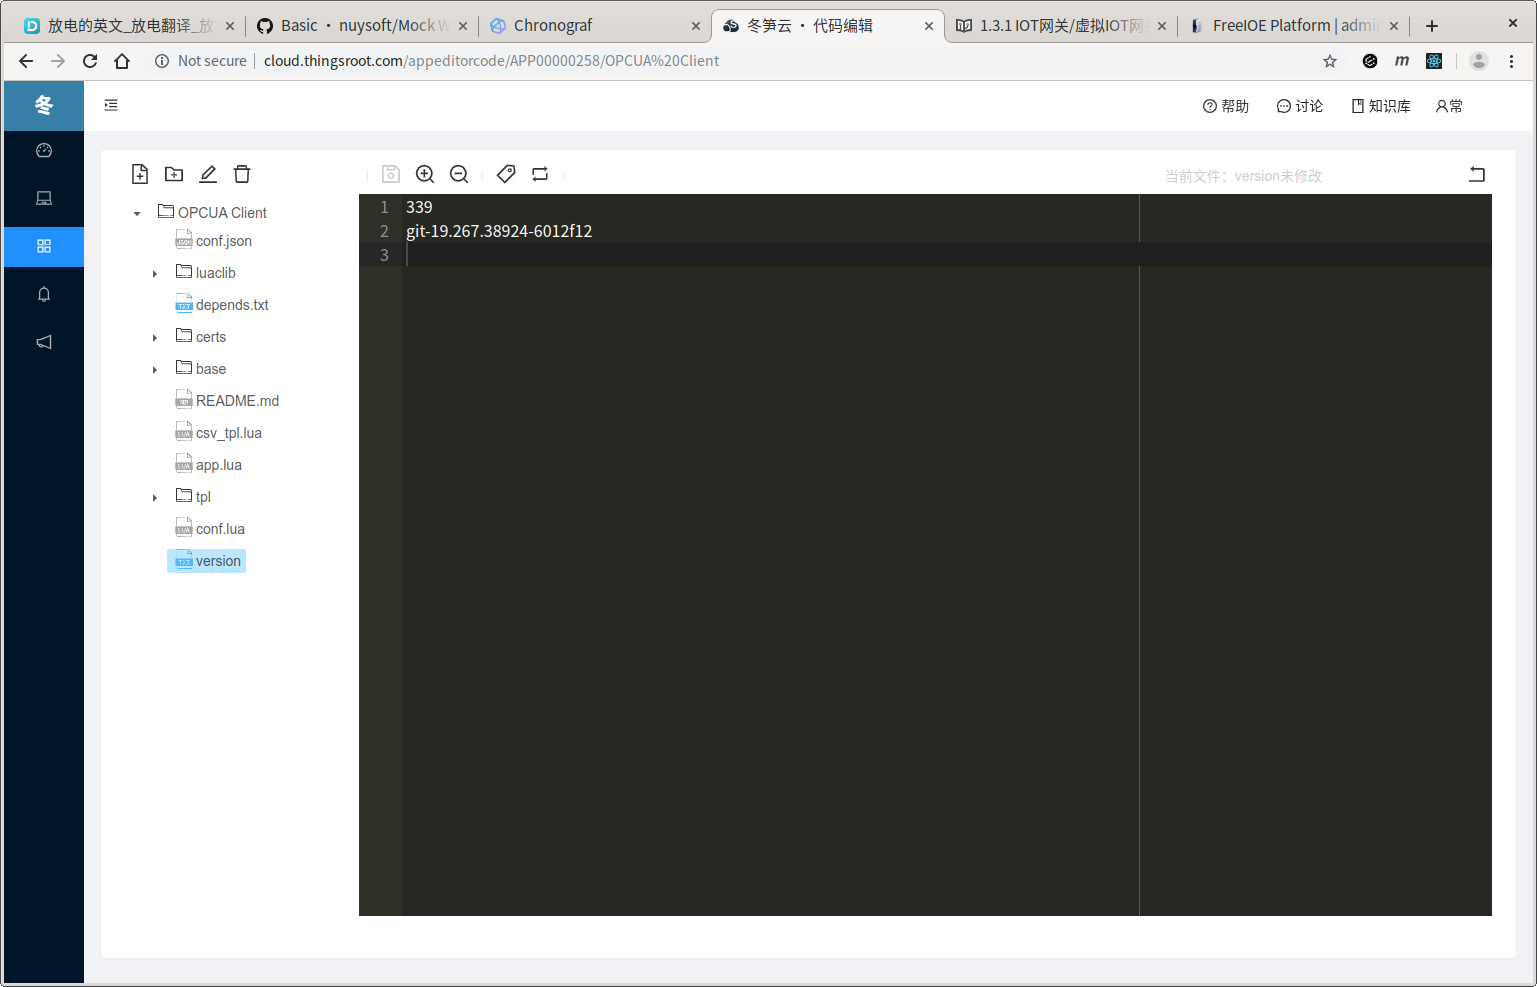 放电的英文_放电翻译_放
Basic · nuysoft/Mock W
Chronograf
冬笋云 · 代码编辑
1.3.1 IOT网关/虚拟IOT网
FreeIOE Platform | admi
Not secure
cloud.thingsroot.com/appeditorcode/APP00000258/OPCUA%20Client
冬
帮助
讨论
知识库
常
当前文件：version未修改
OPCUA Client
conf.json
luaclib
depends.txt
certs
base
README.md
csv_tpl.lua
app.lua
tpl
conf.lua
version
1 339
2 git-19.267.38924-6012f12
3